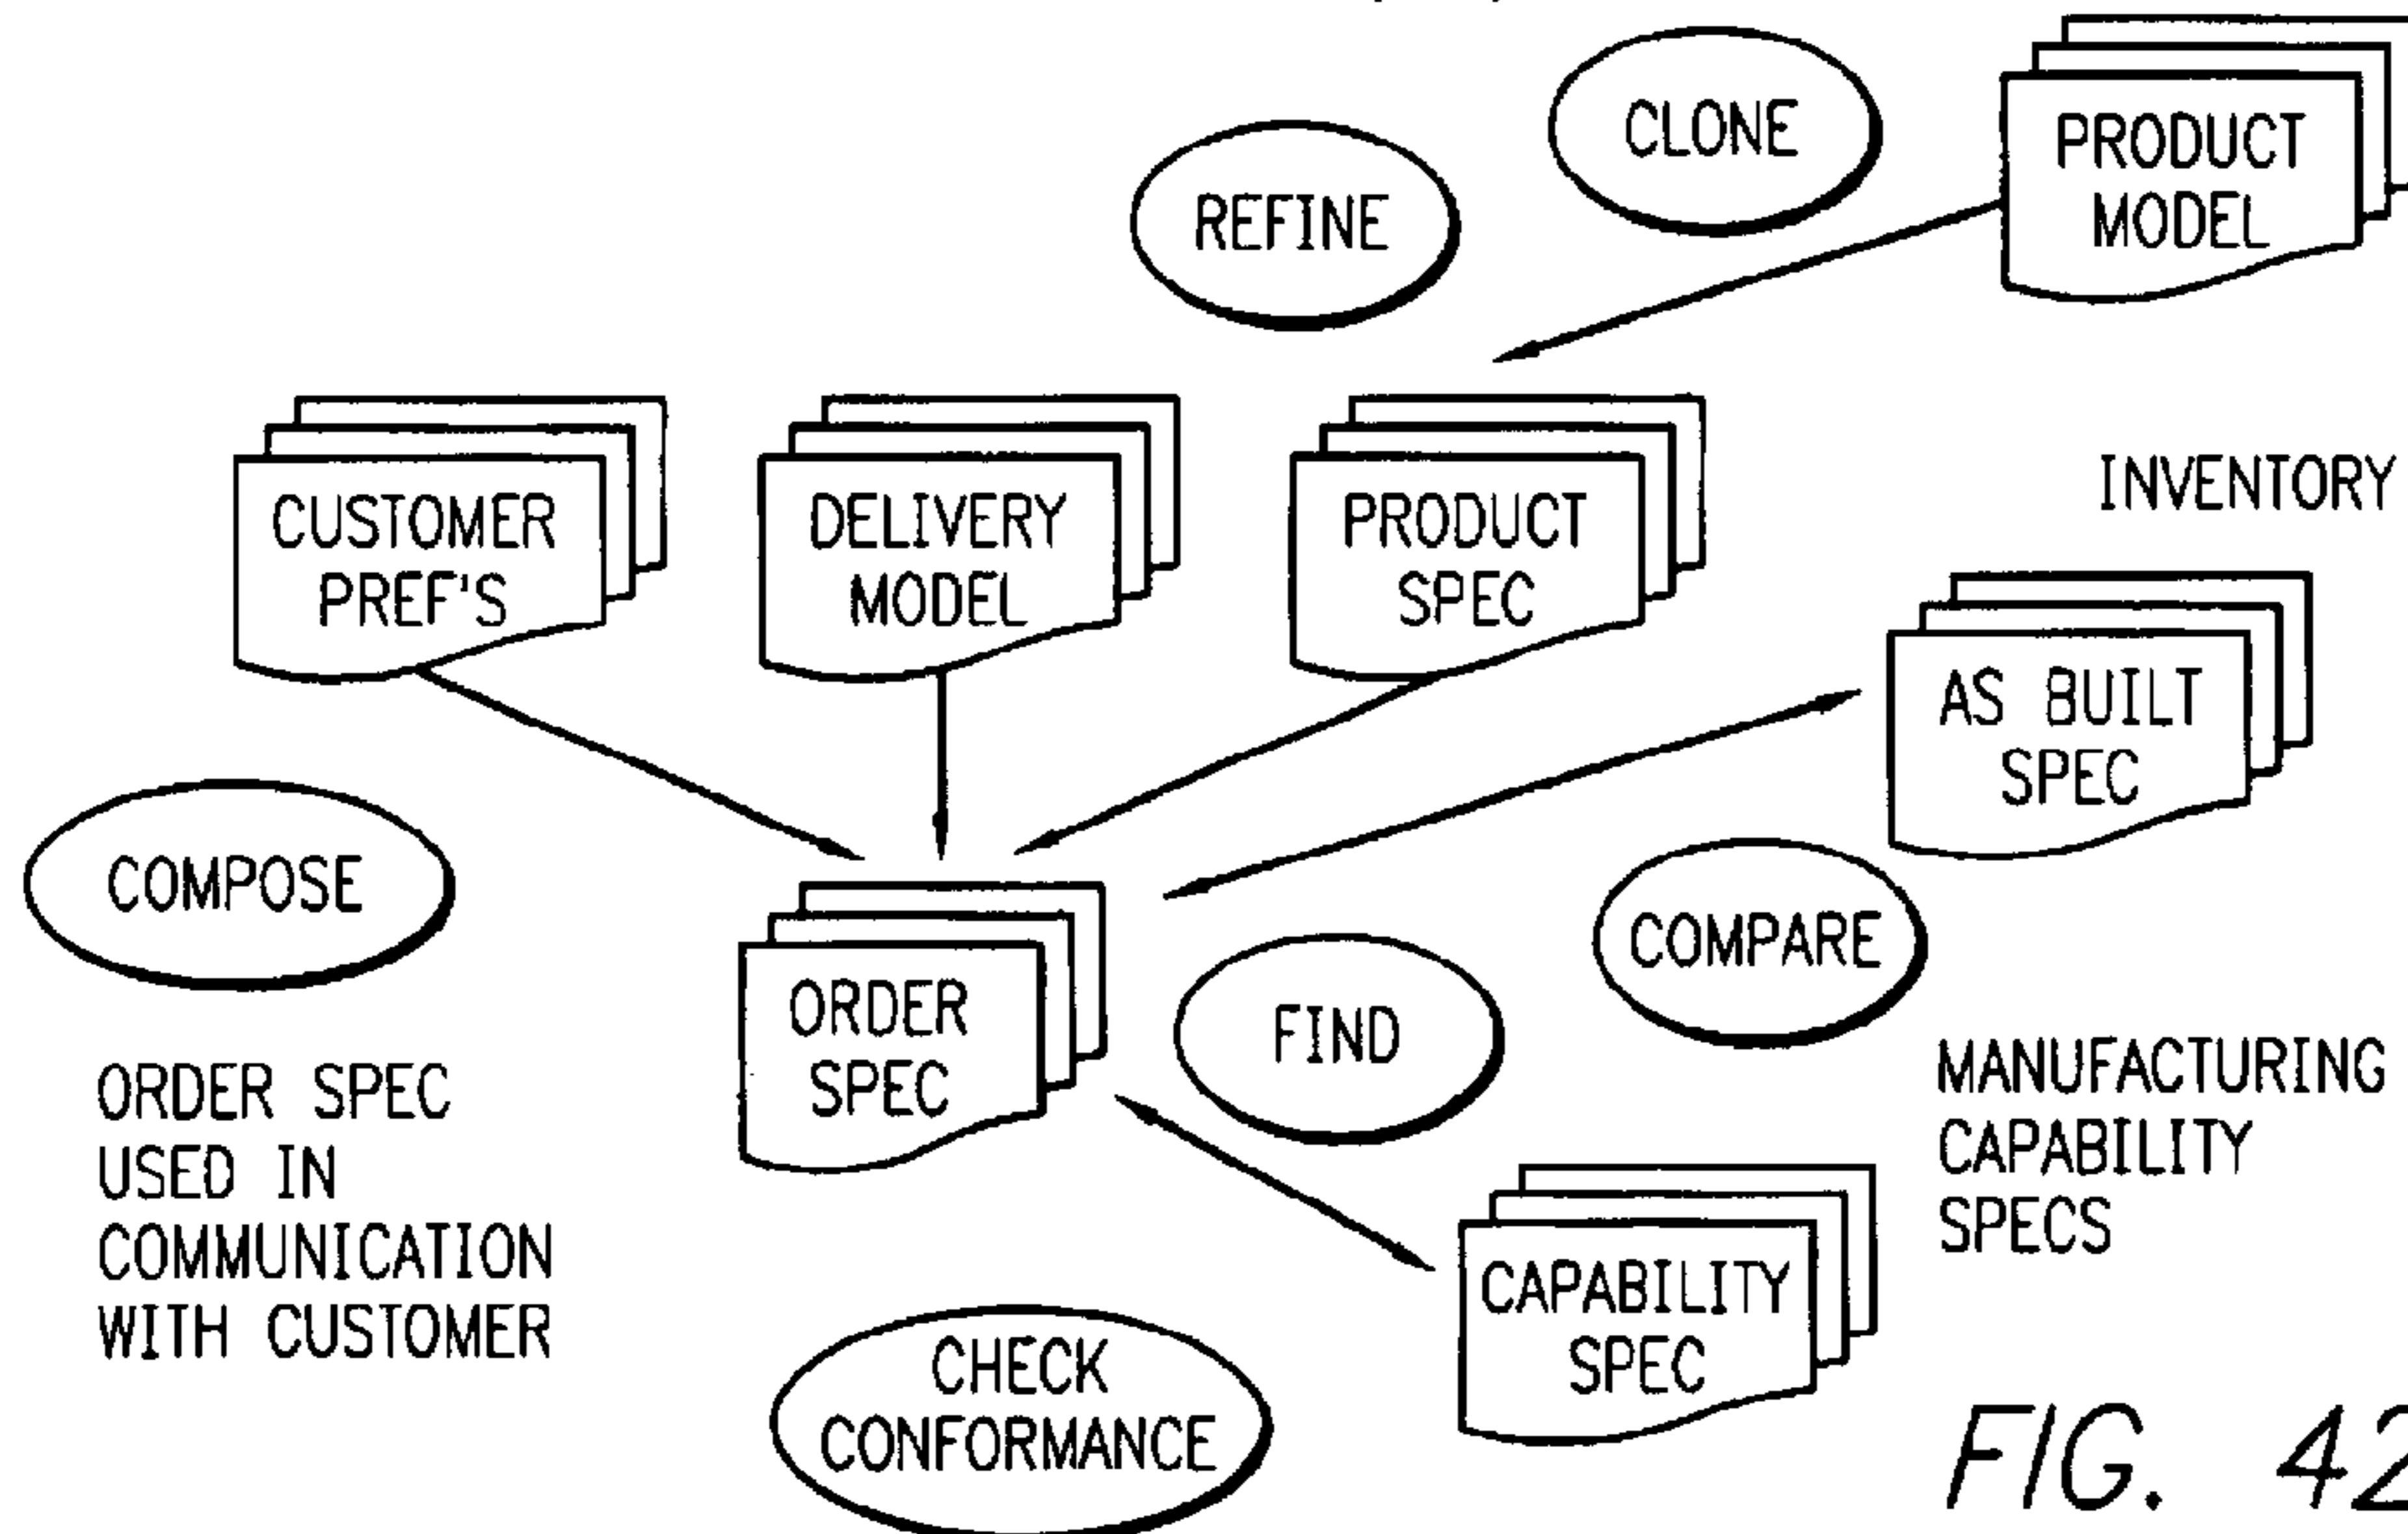 CLONE
PRODUCT
MODEL
REFINE
CUSTOMER
PREF'S
DELIVERY
MODEL
PRODUCT
SPEC
INVENTORY
AS BUILT
SPEC
COMPOSE
ORDER
SPEC
FIND
COMPARE
ORDER SPEC
USED IN
COMMUNICATION
WITH CUSTOMER
MANUFACTURING
CAPABILITY
SPECS
CAPABILITY
SPEC
CHECK
CONFORMANCE
FIG. 42